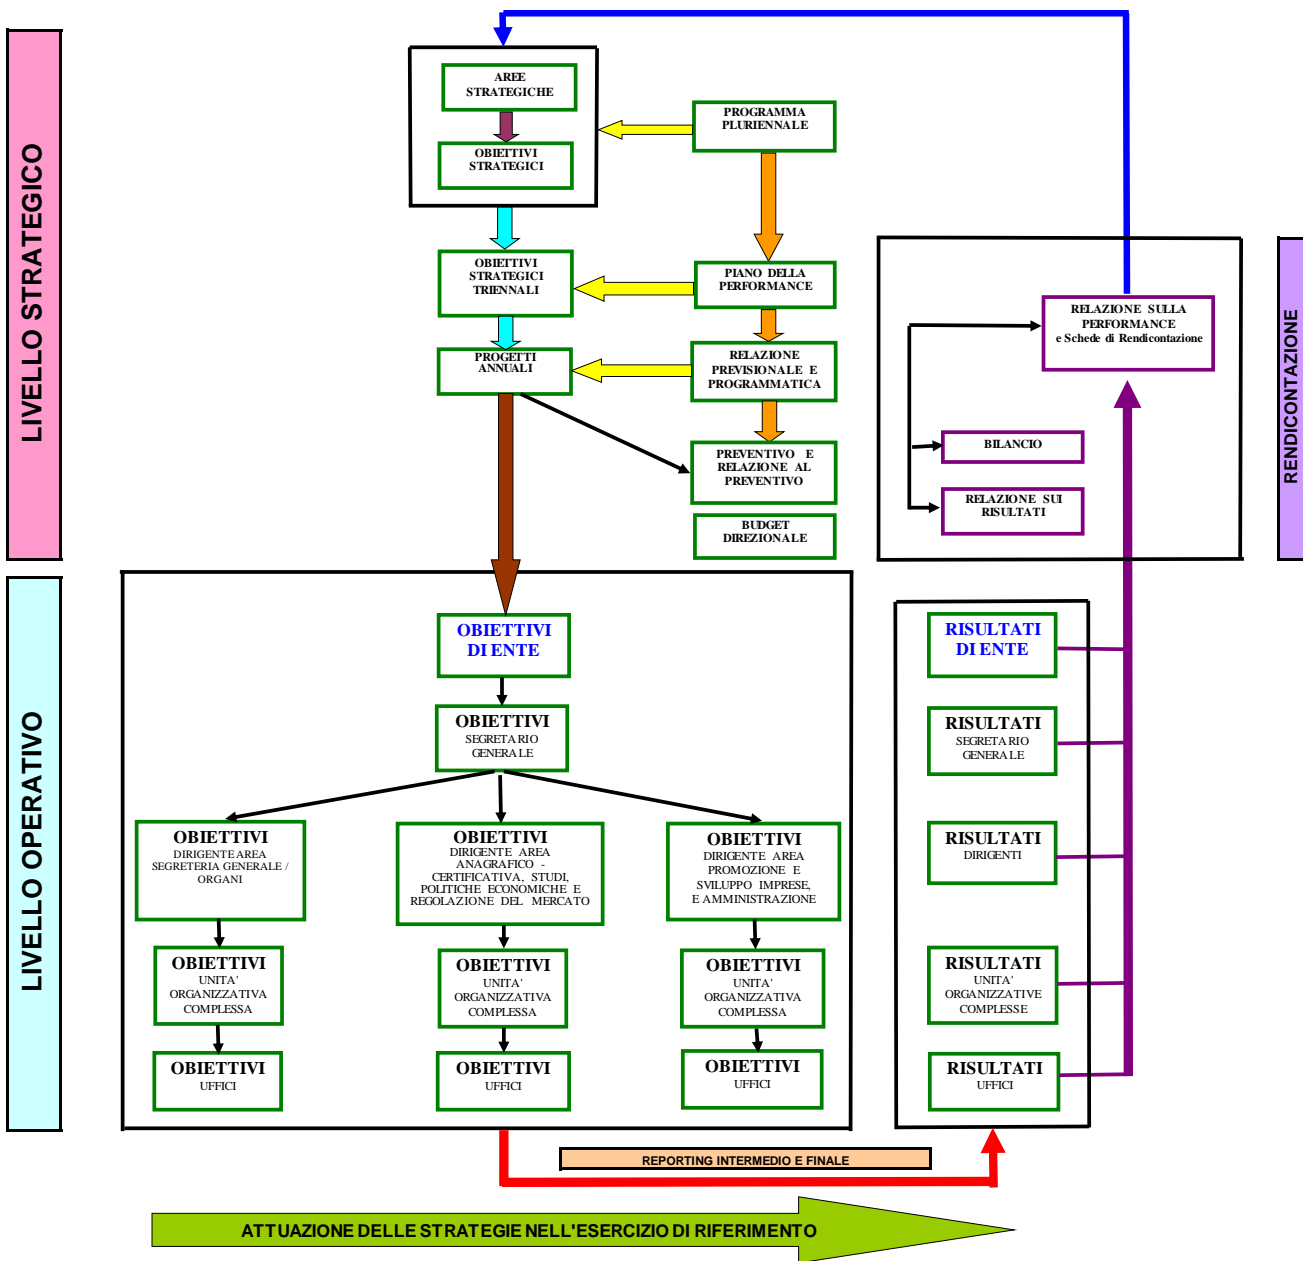 LIVELLO STRATEGICO
AREE
STRATEGICHE
OBIETTIVI
STRATEGICI
PROGRAMMA
PLURIENNALE
OBIETTIVI
STRATEGICI
TRIENNALI
PIANO DELLA
PERFORMANCE
PROGETTI
ANNUALI
RELAZIONE
PREVISIONALE E
PROGRAMMATICA
PREVENTIVO E
RELAZIONE AL
PREVENTIVO
BUDGET
DIREZIONALE
RELAZIONE SULLA
PERFORMANCE
e Schede di Rendicontazione
BILANCIO
RELAZIONE SUI
RISULTATI
RENDICONTAZIONE
LIVELLO OPERATIVO
OBIETTIVI
DI ENTE
OBIETTIVI
SEGRETARIO
GENERALE
OBIETTIVI
DIRIGENTE AREA
SEGRETERIA GENERALE /
ORGANI
OBIETTIVI
DIRIGENTE AREA
ANAGRAFICO -
CERTIFICATIVA, STUDI,
POLITICHE ECONOMICHE E
REGOLAZIONE DEL MERCATO
OBIETTIVI
DIRIGENTE AREA
PROMOZIONE E
SVILUPPO IMPRESE,
E AMMINISTRAZIONE
OBIETTIVI
UNITA'
ORGANIZZATIVA
COMPLESSA
OBIETTIVI
UNITA'
ORGANIZZATIVA
COMPLESSA
OBIETTIVI
UNITA'
ORGANIZZATIVA
COMPLESSA
OBIETTIVI
UFFICI
OBIETTIVI
UFFICI
OBIETTIVI
UFFICI
RISULTATI
DI ENTE
RISULTATI
SEGRETARIO
GENERALE
RISULTATI
DIRIGENTI
RISULTATI
UNITA'
ORGANIZZATIVE
COMPLESSE
RISULTATI
UFFICI
REPORTING INTERMEDIO E FINALE
ATTUAZIONE DELLE STRATEGIE NELL'ESERCIZIO DI RIFERIMENTO